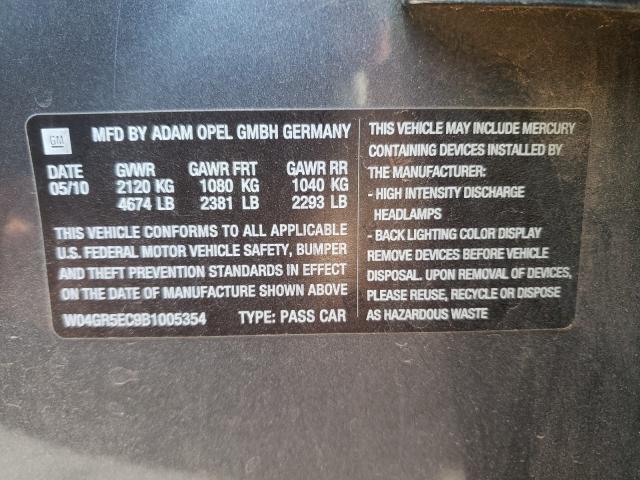 GM
MFD BY ADAM OPEL GMBH GERMANY
DATE GVWR GAWR FRT GAWR RR
05/10 2120 KG 1080 KG 1040 KG
4674 LB 2381 LB 2293 LB
THIS VEHICLE CONFORMS TO ALL APPLICABLE
U.S. FEDERAL MOTOR VEHICLE SAFETY, BUMPER
AND THEFT PREVENTION STANDARDS IN EFFECT
ON THE DATE OF MANUFACTURE SHOWN ABOVE
W04GR5EC9B1005354 TYPE: PASS CAR
THIS VEHICLE MAY INCLUDE MERCURY
CONTAINING DEVICES INSTALLED BY
THE MANUFACTURER:
- HIGH INTENSITY DISCHARGE
HEADLAMPS
- BACK LIGHTING COLOR DISPLAY
REMOVE DEVICES BEFORE VEHICLE
DISPOSAL. UPON REMOVAL OF DEVICES,
PLEASE REUSE, RECYCLE OR DISPOSE
AS HAZARDOUS WASTE